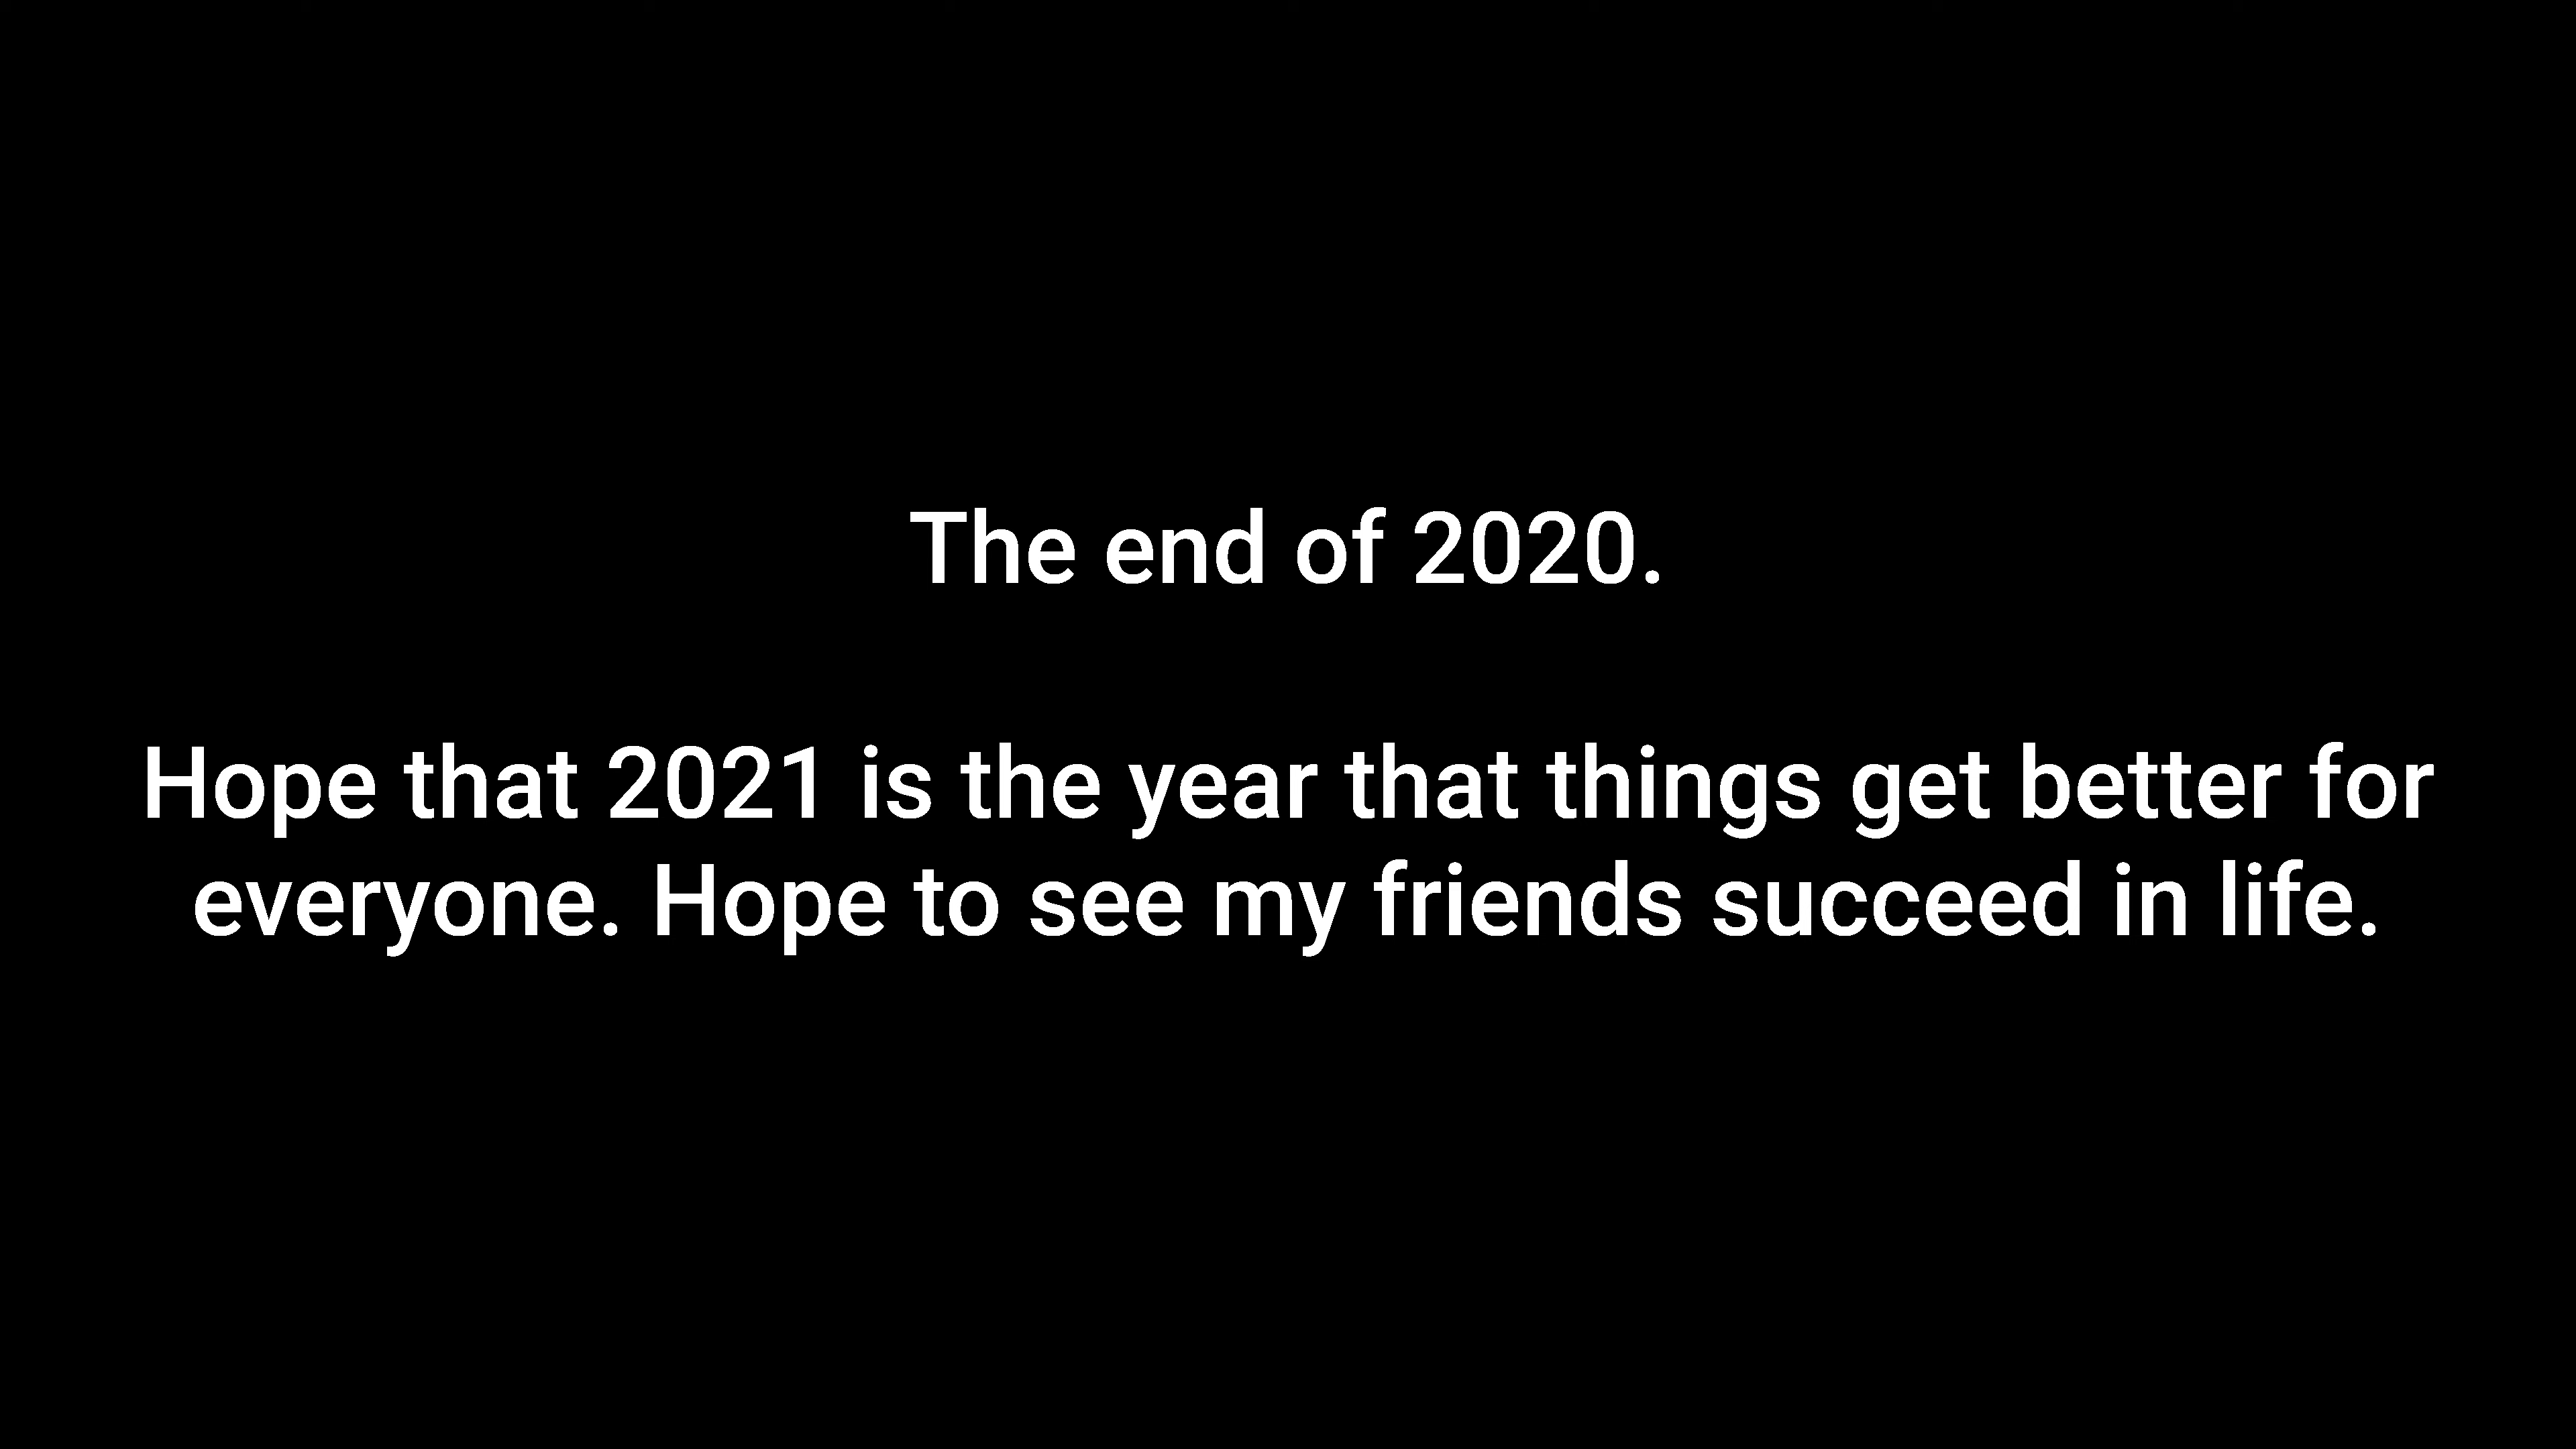 The end of 2020.
Hope that 2021 is the year that things get better for
everyone. Hope to see my friends succeed in life.